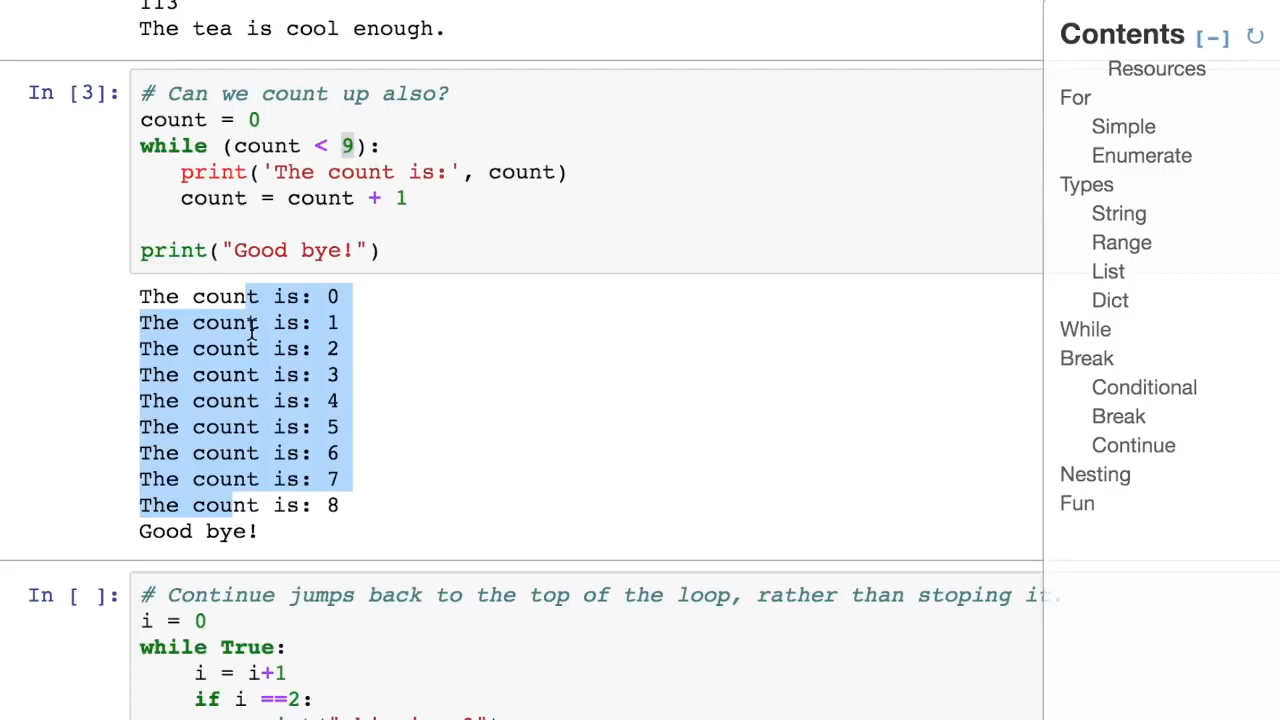 113
The tea is cool enough.
In [3]:
# Can we count up also?
count = 0
while (count < 9):
   print('The count is:', count)
   count = count + 1
print("Good bye!")
The count is: 0
The count is: 1
The count is: 2
The count is: 3
The count is: 4
The count is: 5
The count is: 6
The count is: 7
The count is: 8
Good bye!
In [ ]:
# Continue jumps back to the top of the loop, rather than stoping it.
i = 0
while True:
    i = i+1
    if i ==2:
Contents [-] ↻
Resources
For
Simple
Enumerate
Types
String
Range
List
Dict
While
Break
Conditional
Break
Continue
Nesting
Fun